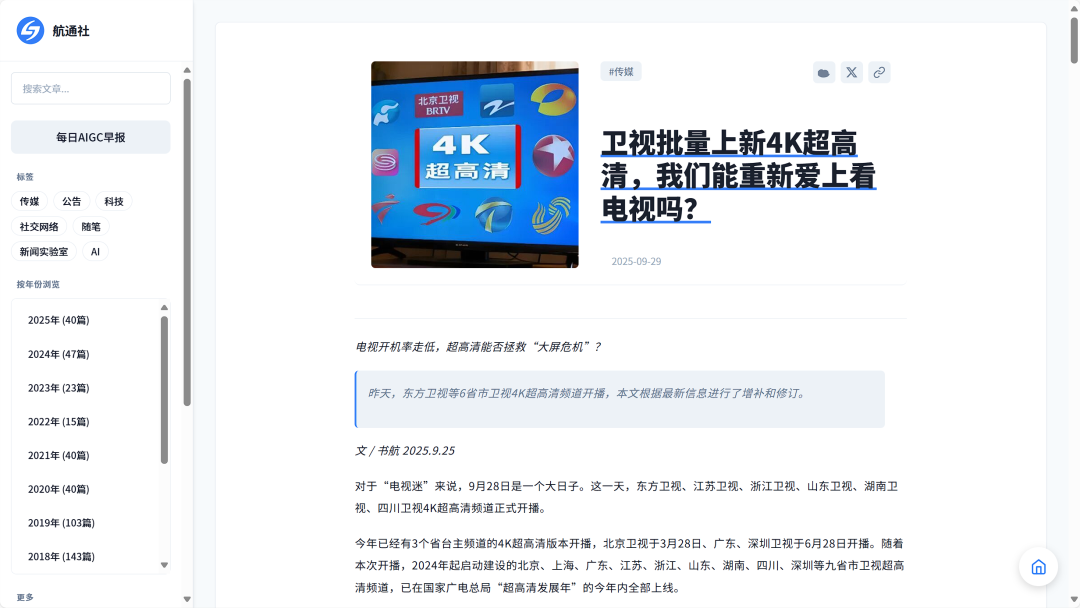 航通社
搜索文章...
每日AIGC早报
标签
传媒
公告
科技
社交网络
随笔
新闻实验室
AI
按年份浏览
2025年 (40篇)
2024年 (47篇)
2023年 (23篇)
2022年 (15篇)
2021年 (40篇)
2020年 (40篇)
2019年 (103篇)
2018年 (143篇)
更多
北京卫视
BRTV
4K
超高清
#传媒
卫视批量上新4K超高
清，我们能重新爱上看
电视吗？
2025-09-29
电视开机率走低，超高清能否拯救“大屏危机”？
昨天，东方卫视等6省市卫视4K超高清频道开播，本文根据最新信息进行了增补和修订。
文 / 书航 2025.9.25
对于“电视迷”来说，9月28日是一个大日子。这一天，东方卫视、江苏卫视、浙江卫视、山东卫视、湖南卫
视、四川卫视4K超高清频道正式开播。
今年已经有3个省台主频道的4K超高清版本开播，北京卫视于3月28日、广东、深圳卫视于6月28日开播。随着
本次开播，2024年起启动建设的北京、上海、广东、江苏、浙江、山东、湖南、四川、深圳等九省市卫视超高
清频道，已在国家广电总局“超高清发展年”的今年内全部上线。